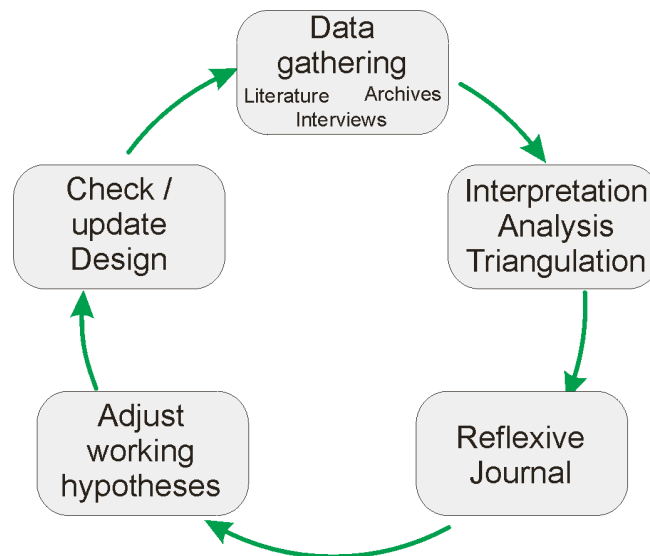 Data
gathering
Literature Archives
Interviews
Interpretation
Analysis
Triangulation
Reflexive
Journal
Adjust
working
hypotheses
Check /
update
Design